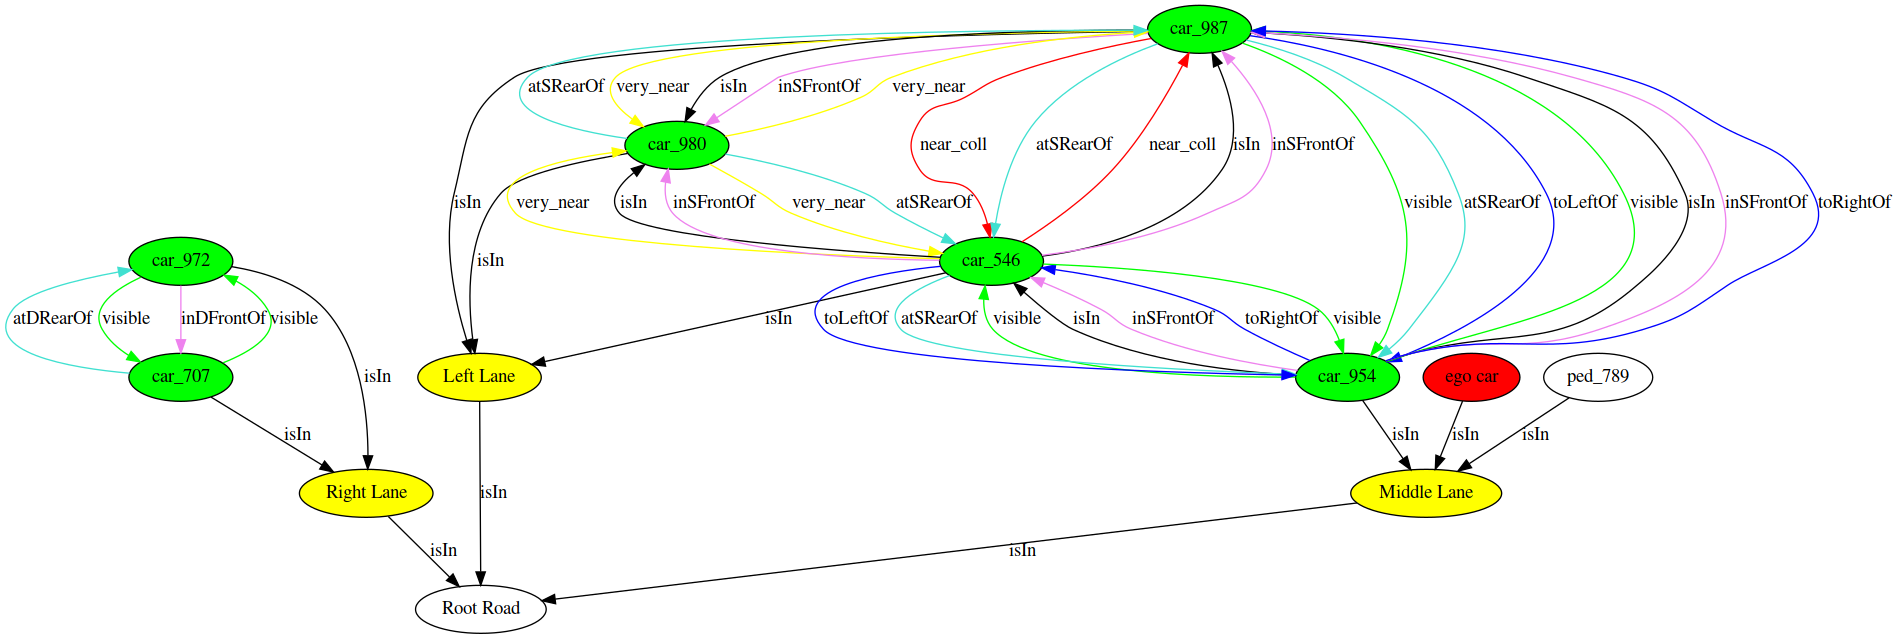 car_987
atSRearOf
very_near
isIn
inSFrontOf
very_near
car_980
near_coll
atSRearOf
near_coll
isIn
inSFrontOf
isIn
very_near
isIn
inSFrontOf
very_near
atSRearOf
visible
atSRearOf
toLeftOf
visible
isIn
inSFrontOf
toRightOf
car_972
isIn
car_546
atDRearOf
visible
inDFrontOf
visible
isIn
toLeftOf
atSRearOf
visible
isIn
inSFrontOf
toRightOf
visible
car_707
isIn
Left Lane
car_954
ego car
ped_789
isIn
isIn
isIn
isIn
Right Lane
isIn
Middle Lane
isIn
isIn
Root Road